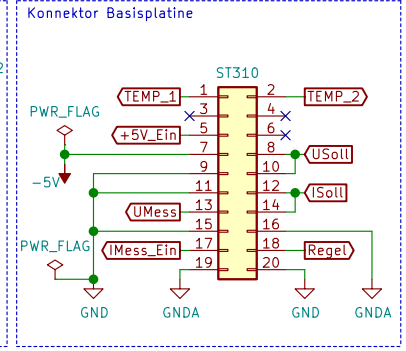 Konnektor Basisplatine
2
ST310
TEMP_1 1 2 TEMP_2
3 4
PWR_FLAG
+5V_Ein 5 6
7 8 USoll
-5V
9 10
11 12 ISoll
UMess 13 14
15 16
PWR_FLAG
IMess_Ein 17 18 Regel
19 20
GND GNDA GND GNDA